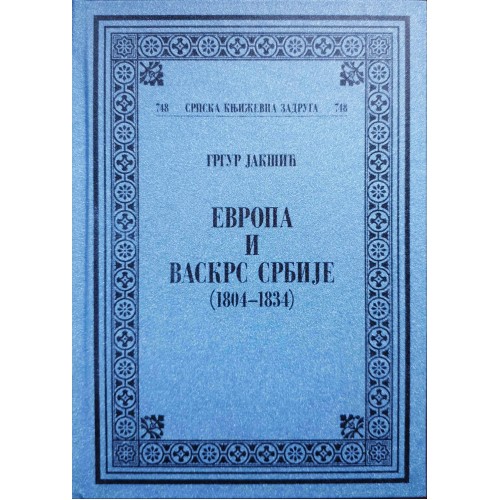 748 СРПСКА КЊИЖЕВНА ЗАДРУГА 748
ГРГУР ЈАКШИЋ
ЕВРОПА
И
ВАСКРС СРБИЈЕ
(1804–1834)